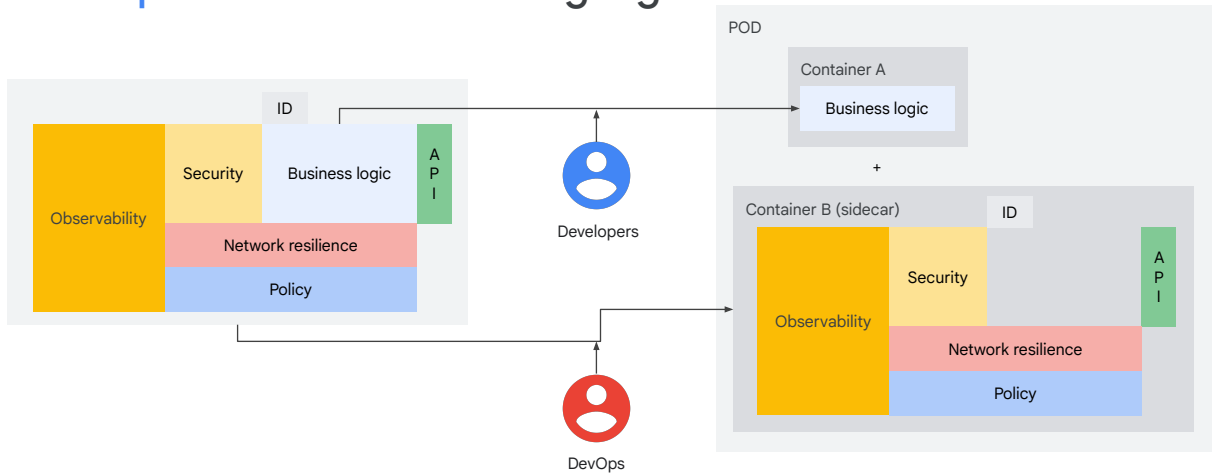 ID
Security
Business logic
A
P
I
Observability
Network resilience
Policy
Developers
DevOps
POD
Container A
Business logic
+
Container B (sidecar)
ID
Security
A
P
I
Observability
Network resilience
Policy